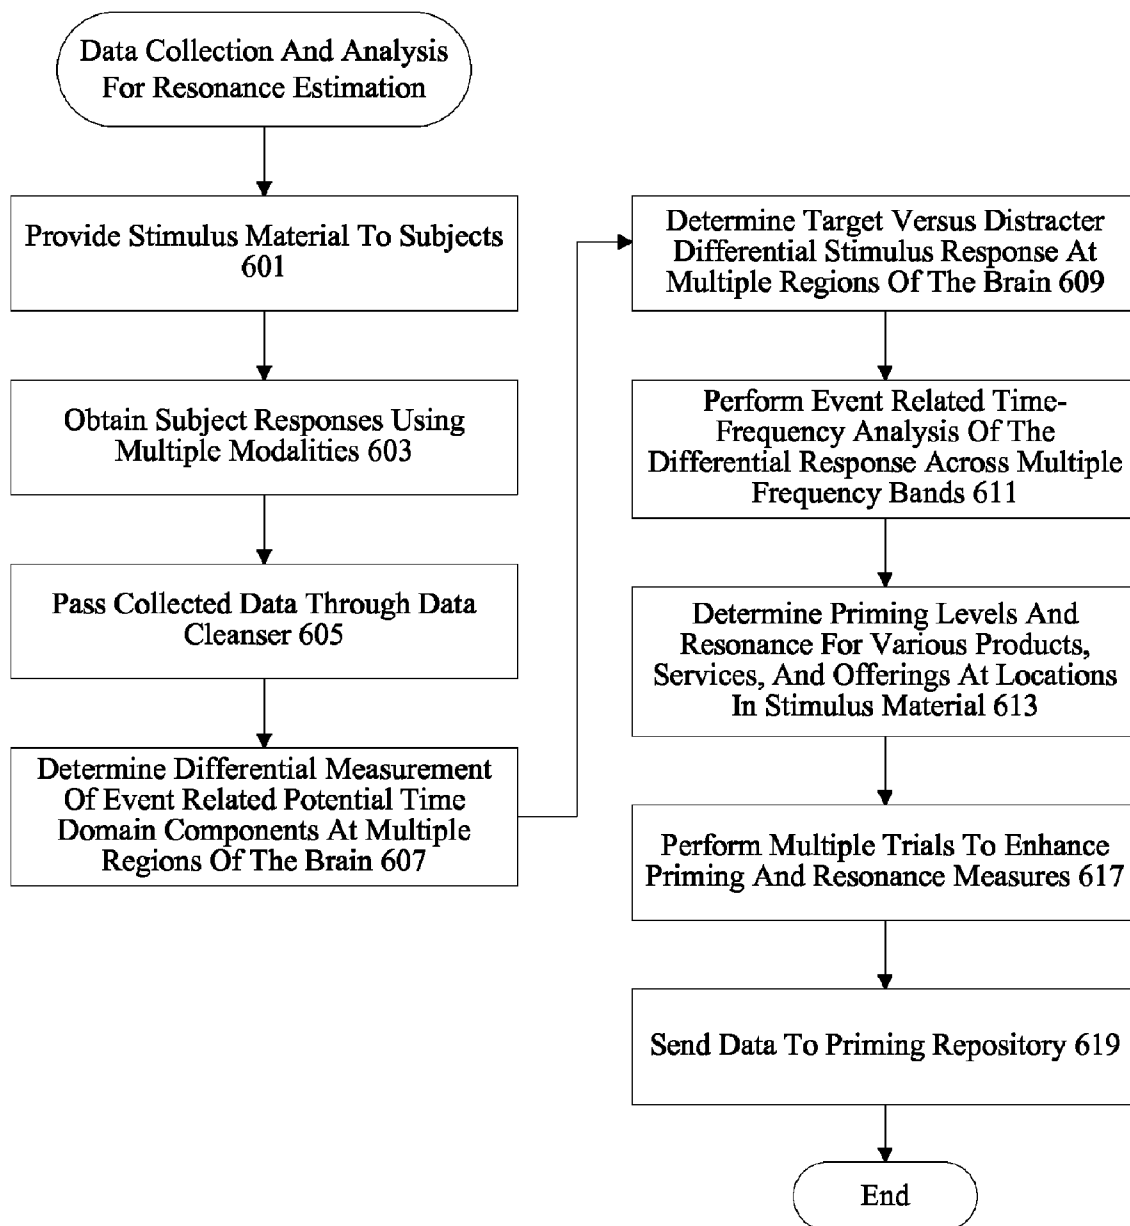 Data Collection And Analysis
For Resonance Estimation
Provide Stimulus Material To Subjects
601
Obtain Subject Responses Using
Multiple Modalities 603
Pass Collected Data Through Data
Cleanser 605
Determine Differential Measurement
Of Event Related Potential Time
Domain Components At Multiple
Regions Of The Brain 607
Determine Target Versus Distracter
Differential Stimulus Response At
Multiple Regions Of The Brain 609
Perform Event Related Time-
Frequency Analysis Of The
Differential Response Across Multiple
Frequency Bands 611
Determine Priming Levels And
Resonance For Various Products,
Services, And Offerings At Locations
In Stimulus Material 613
Perform Multiple Trials To Enhance
Priming And Resonance Measures 617
Send Data To Priming Repository 619
End